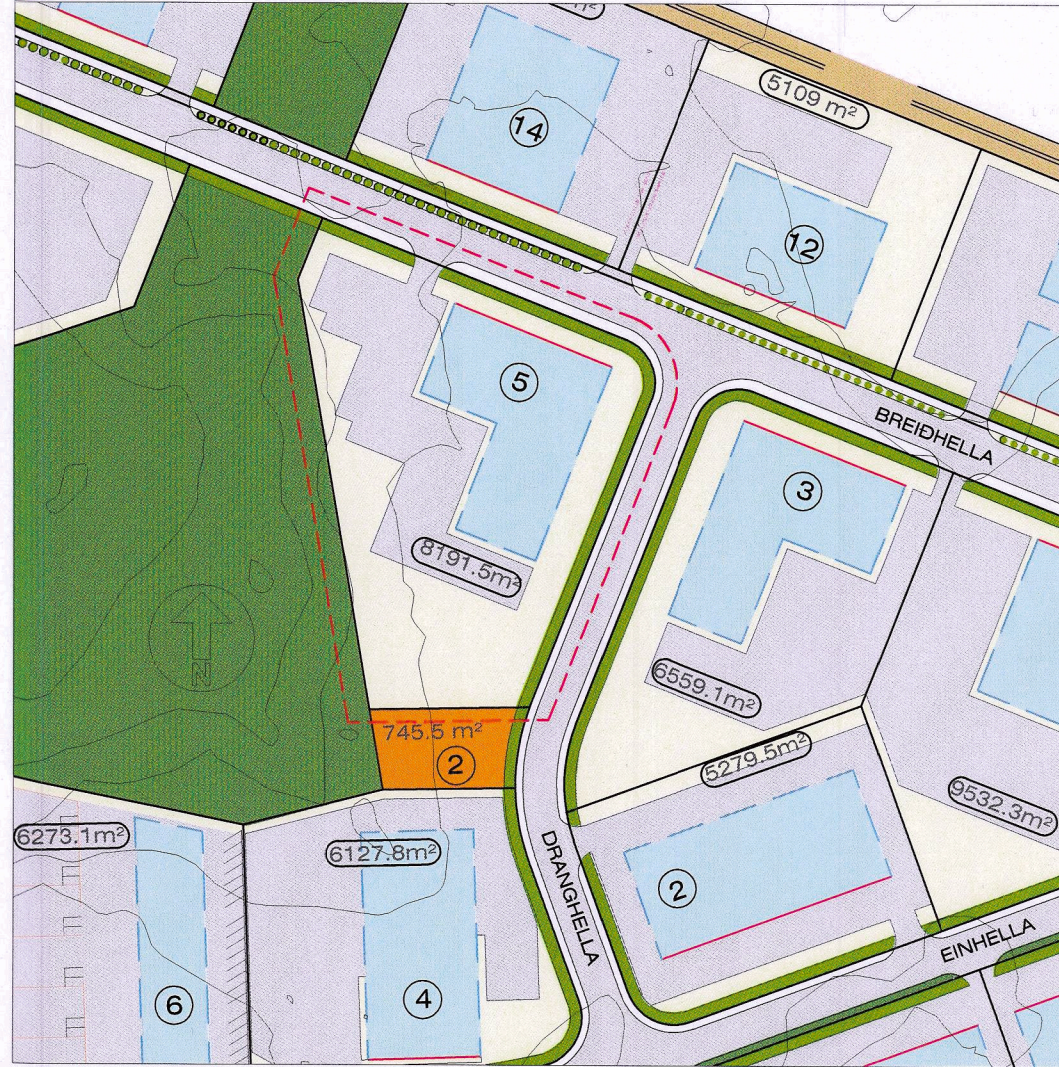 5109 m²
14
12
5
BREIÐHELLA
3
8191.5m²
6559.1m²
N
745.5 m²
2
5279.5m²
9532.3m²
6273.1m²
6127.8m²
DRANGHELLA
2
EINHELLA
6
4